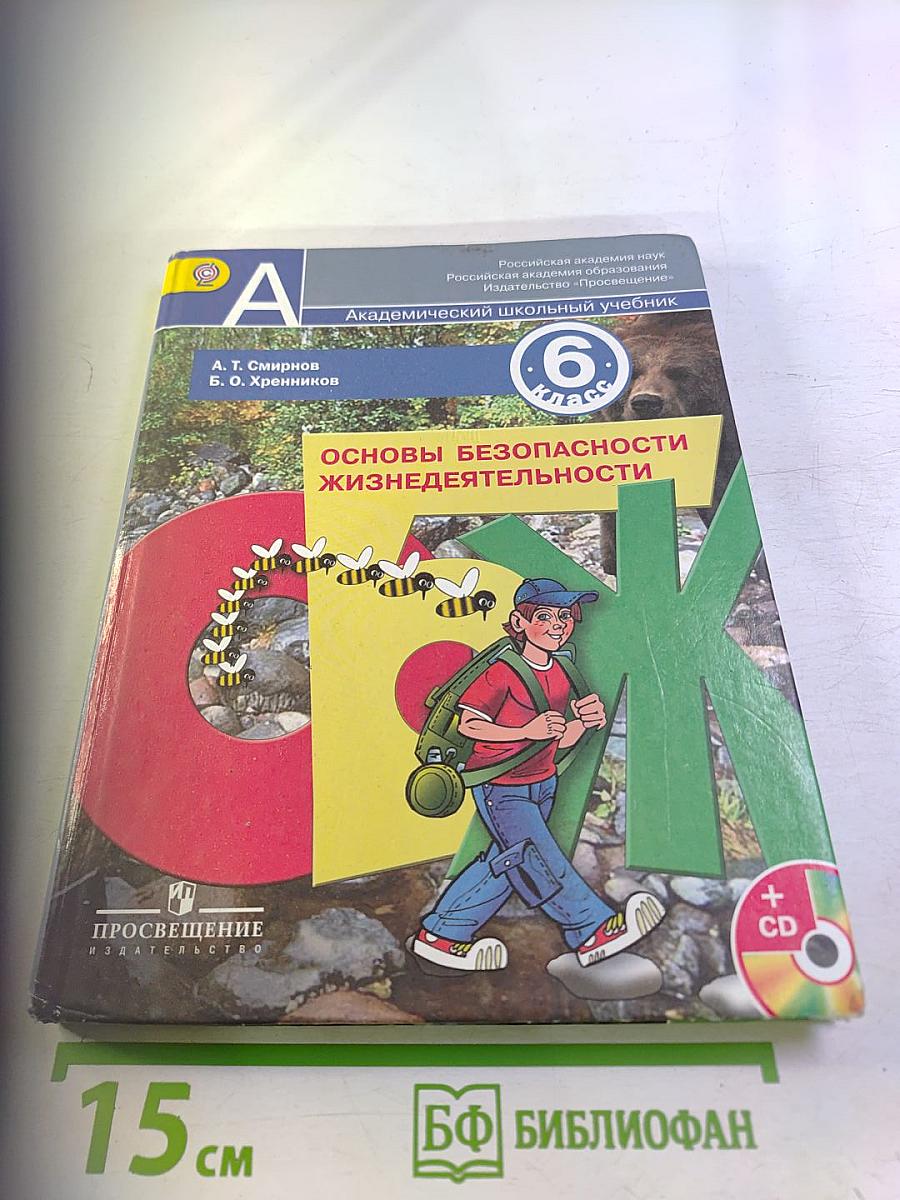 А
Российская академия наук
Российская академия образования
Издательство "Просвещение"
Академический школьный учебник
А. Т. Смирнов
Б. О. Хренников
· 6 ·
класс
ОСНОВЫ БЕЗОПАСНОСТИ
ЖИЗНЕДЕЯТЕЛЬНОСТИ
ОБЖ
ПРОСВЕЩЕНИЕ
ИЗДАТЕЛЬСТВО
+
CD
15 см
БФ БИБЛИОФАН